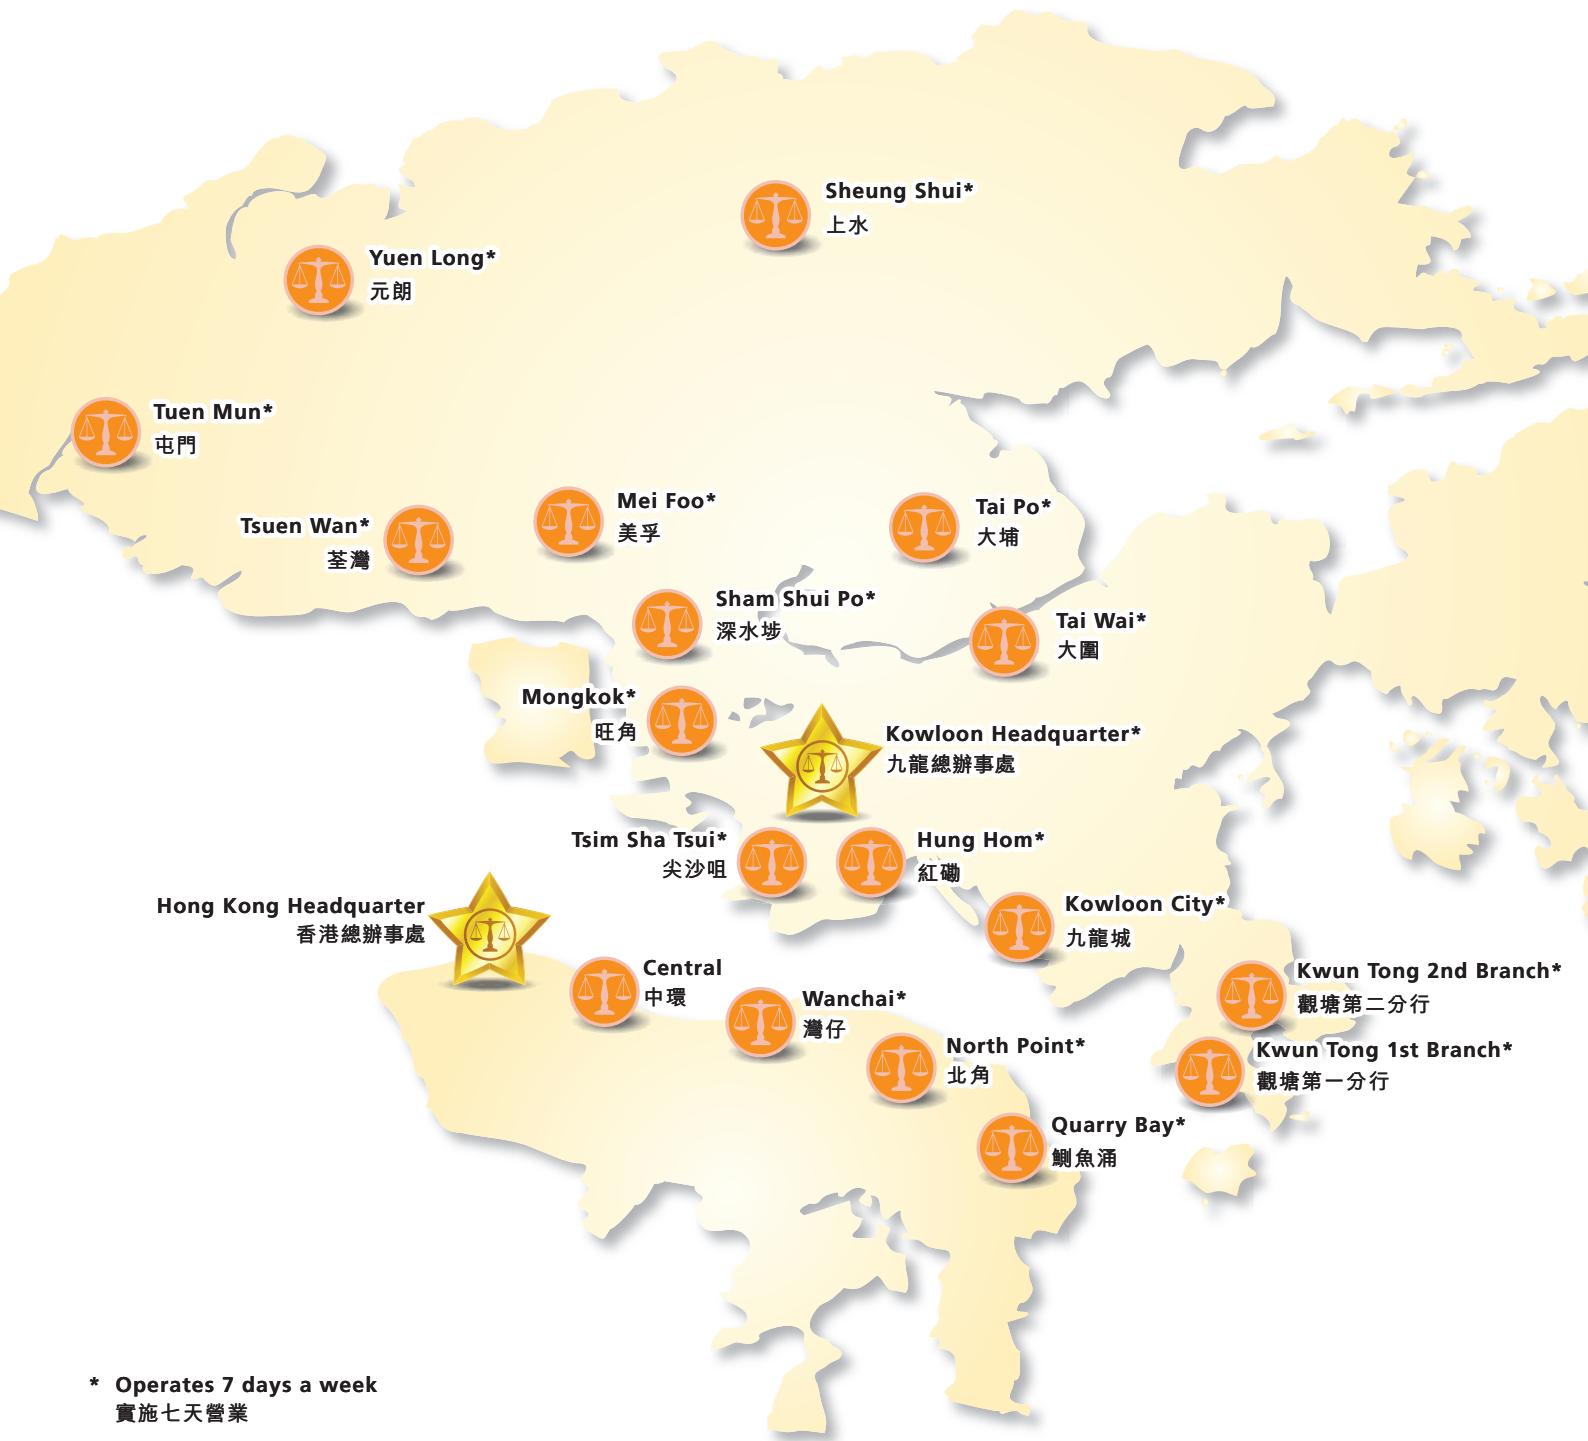 Sheung Shui*
上水
Yuen Long*
元朗
Tuen Mun*
屯門
Mei Foo*
美孚
Tai Po*
大埔
Tsuen Wan*
荃灣
Sham Shui Po*
深水埗
Tai Wai*
大圍
Mongkok*
旺角
Kowloon Headquarter*
九龍總辦事處
Tsim Sha Tsui*
尖沙咀
Hung Hom*
紅磡
Hong Kong Headquarter
香港總辦事處
Kowloon City*
九龍城
Central
中環
Kwun Tong 2nd Branch*
觀塘第二分行
Wanchai*
灣仔
North Point*
北角
Kwun Tong 1st Branch*
觀塘第一分行
Quarry Bay*
鰂魚涌
* Operates 7 days a week
實施七天營業